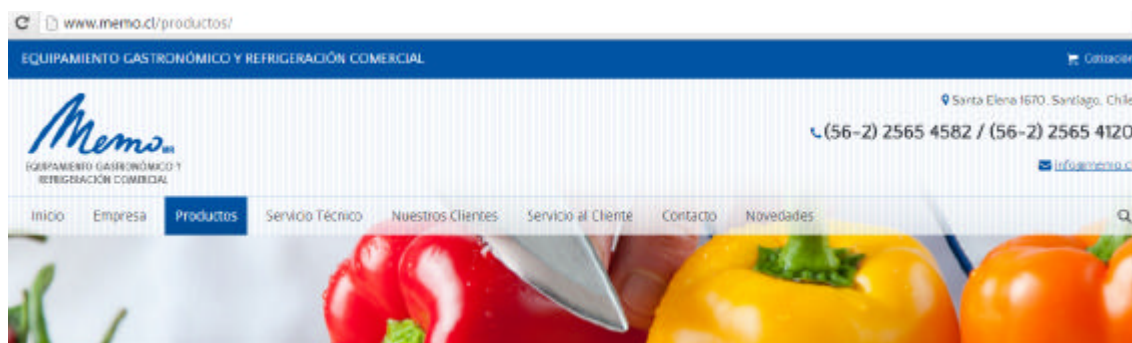 www.memo.cl/productos/
EQUIPAMIENTO GASTRONÓMICO Y REFRIGERACIÓN COMERCIAL
Santa Elena 1670, Santiago, Chile
Memo
(56-2) 2565 4582 / (56-2) 2565 4120
EQUIPAMIENTO GASTRONÓMICO Y
REFRIGERACIÓN COMERCIAL
Inicio Empresa Productos Servicio Técnico Nuestros Clientes Servicio al Cliente Contacto Novedades